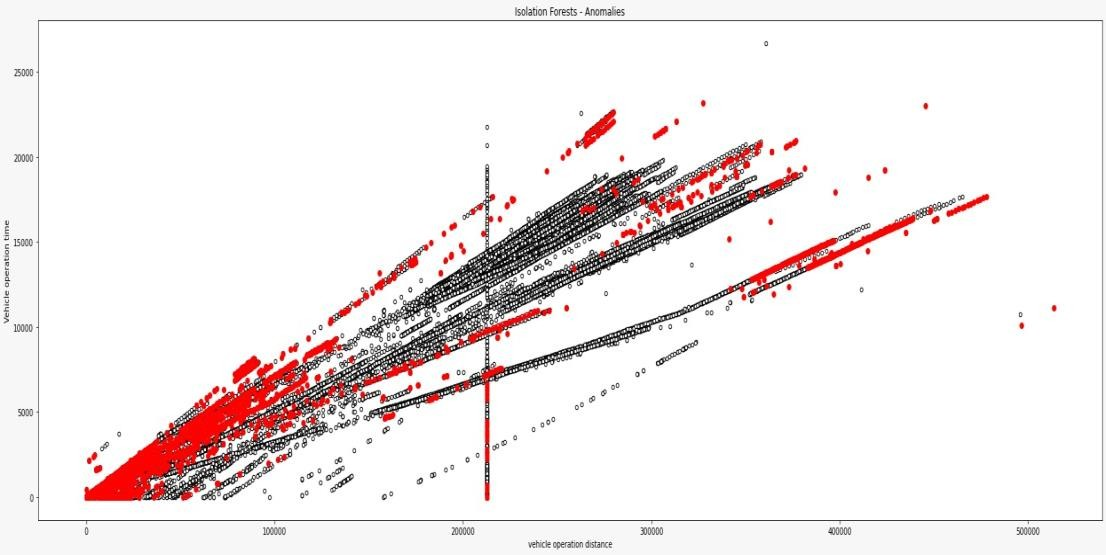 Isolation Forests - Anomalies
25000
20000
15000
10000
5000
0
Vehicle operation time
0 100000 200000 300000 400000 500000
vehicle operation distance